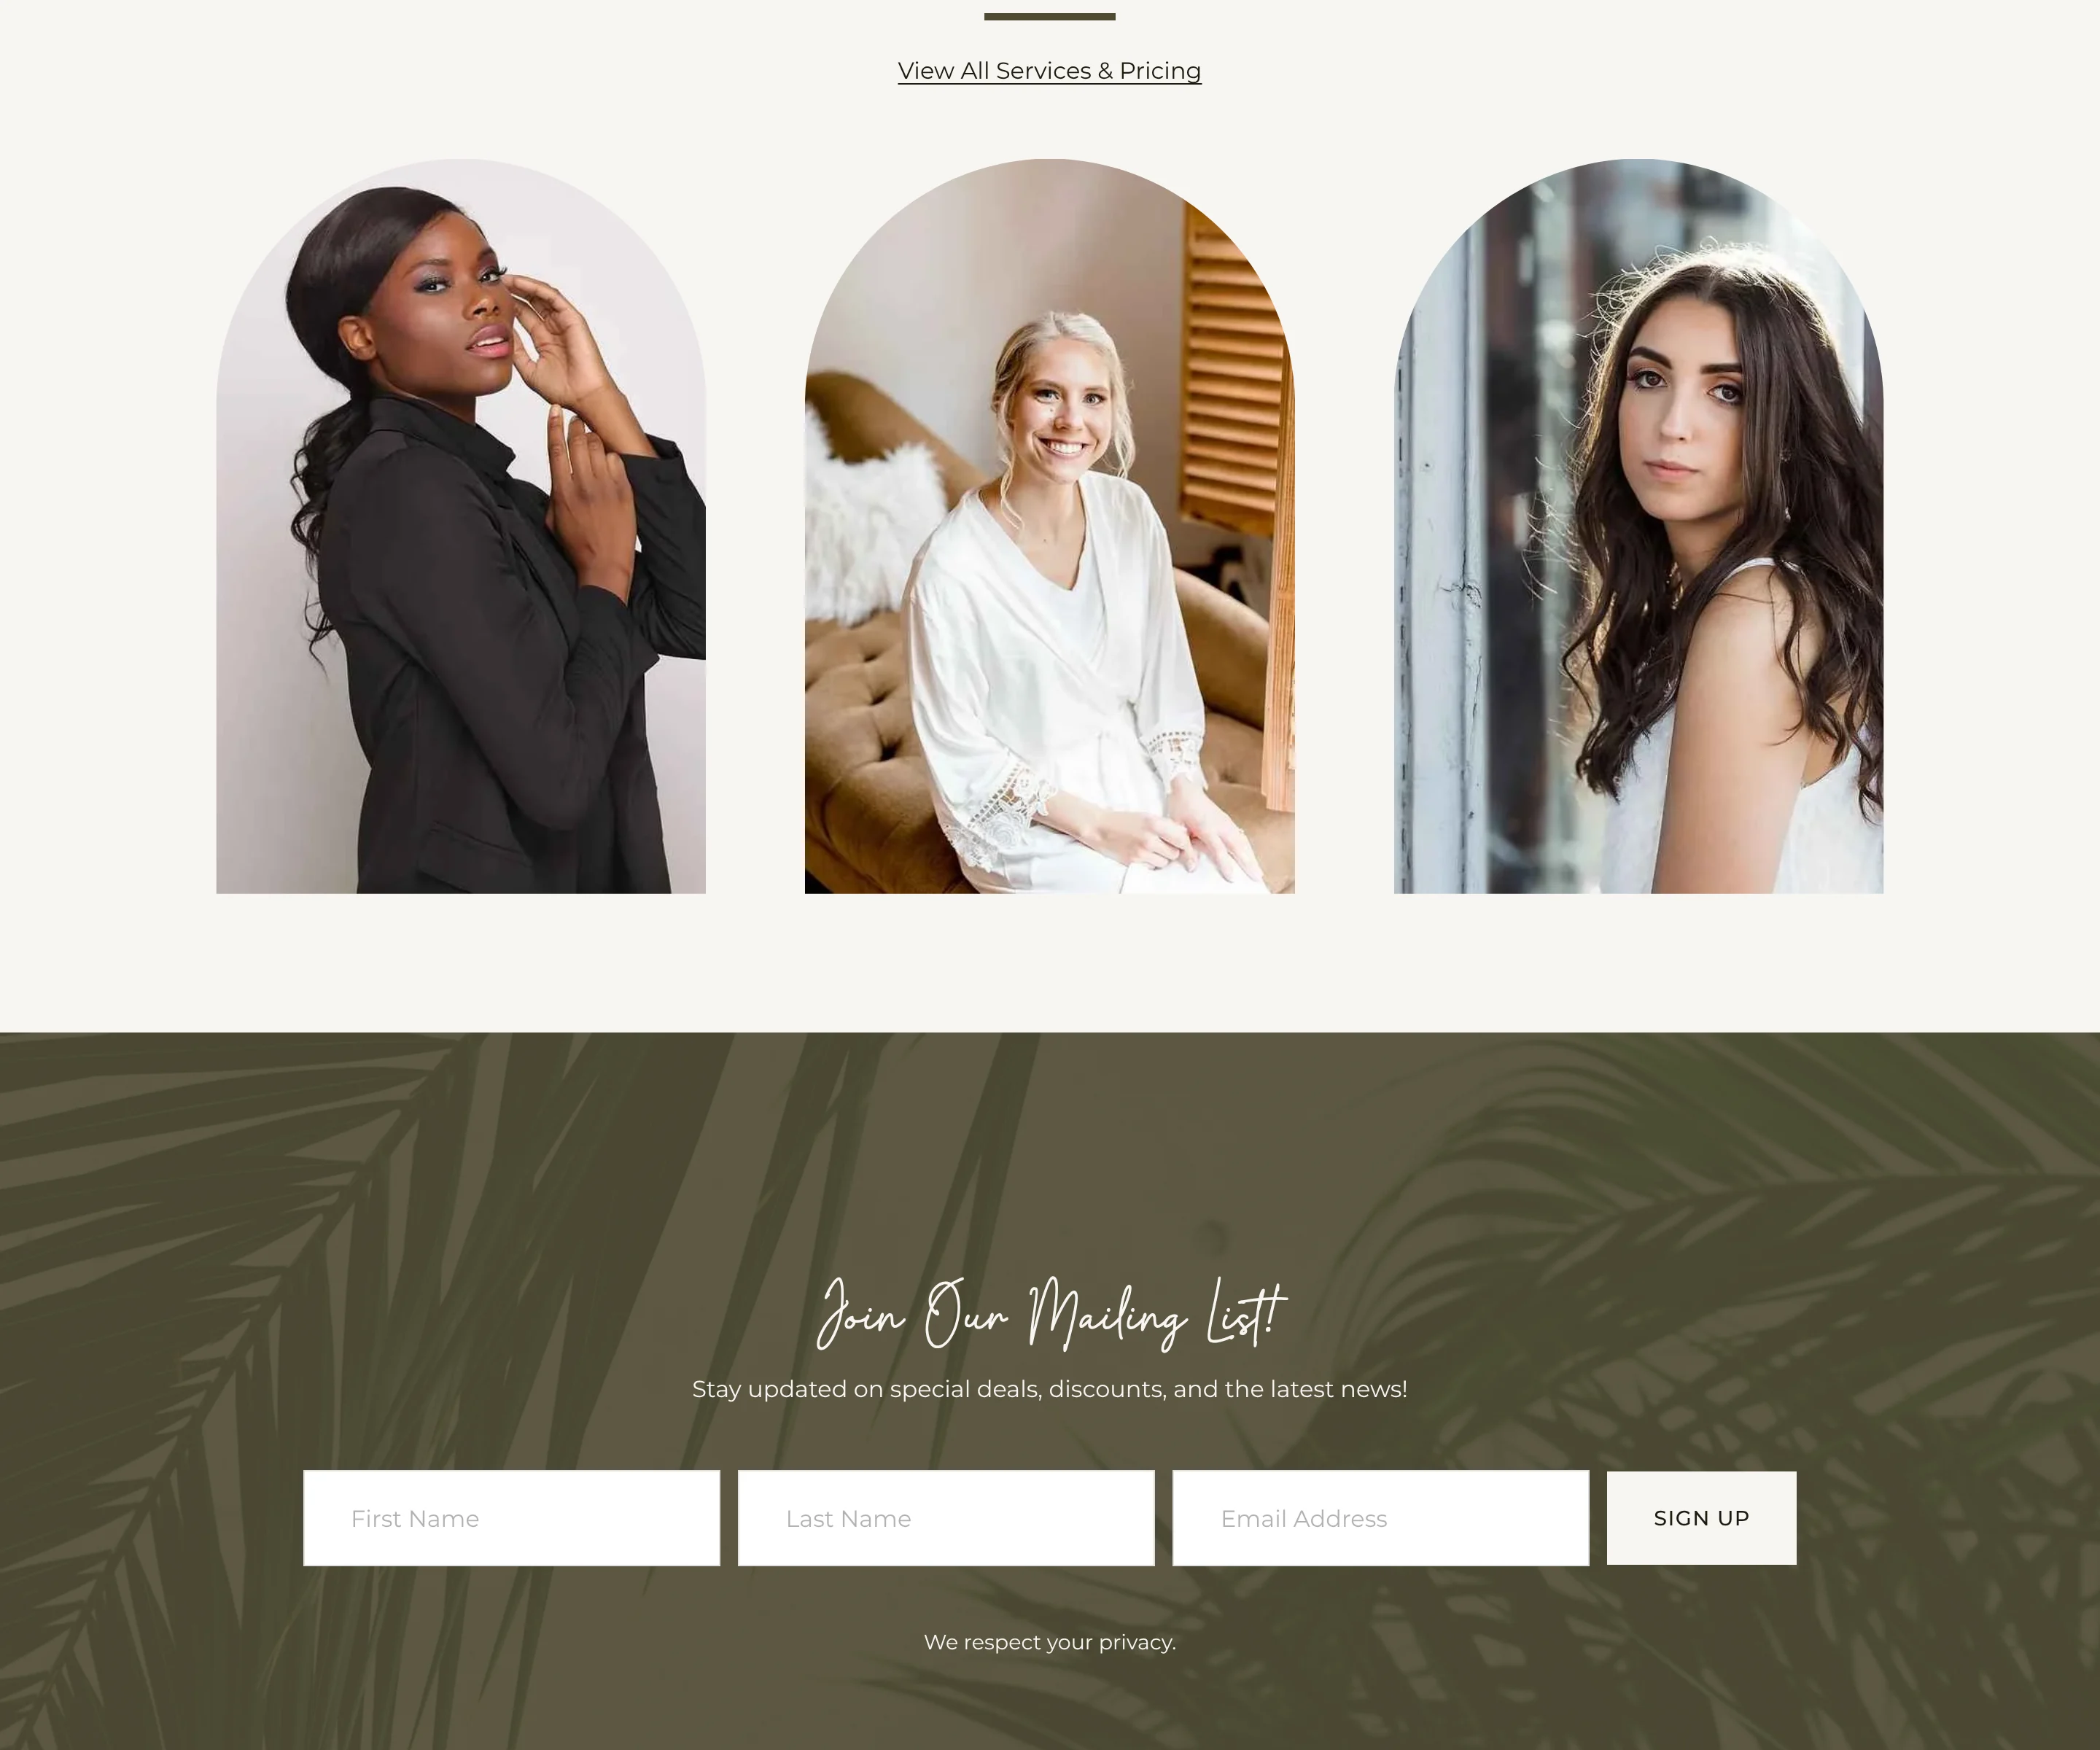 View All Services & Pricing
Join Our Mailing List!
Stay updated on special deals, discounts, and the latest news!
First Name
Last Name
Email Address
SIGN UP
We respect your privacy.